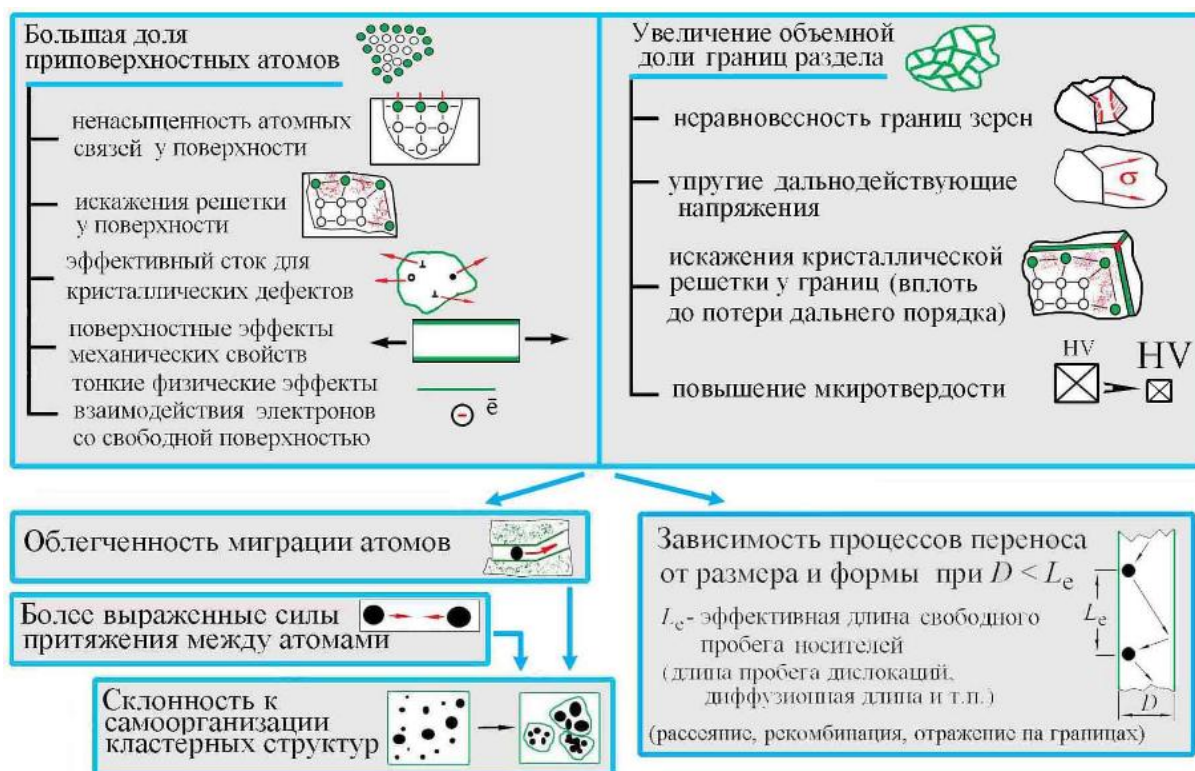 Большая доля
приповерхностных атомов
ненасыщенность атомных
связей у поверхности
искажения решетки
у поверхности
эффективный сток для
кристаллических дефектов
поверхностные эффекты
механических свойств
тонкие физические эффекты
взаимодействия электронов
со свободной поверхностью
ē
Увеличение объемной
доли границ раздела
неравновесность границ зерен
упругие дальнодействующие
напряжения
σ
искажения кристаллической
решетки у границ (вплоть
до потери дальнего порядка)
повышение мкиротвердости
HV
HV
Облегченность миграции атомов
Более выраженные силы
притяжения между атомами
Склонность к
самоорганизации
кластерных структур
Зависимость процессов переноса
от размера и формы при D < Lе
Lе- эффективная длина свободного
пробега носителей
(длина пробега дислокаций,
диффузионная длина и т.п.)
(рассеяние, рекомбинация, отражение на границах)
Lе
D